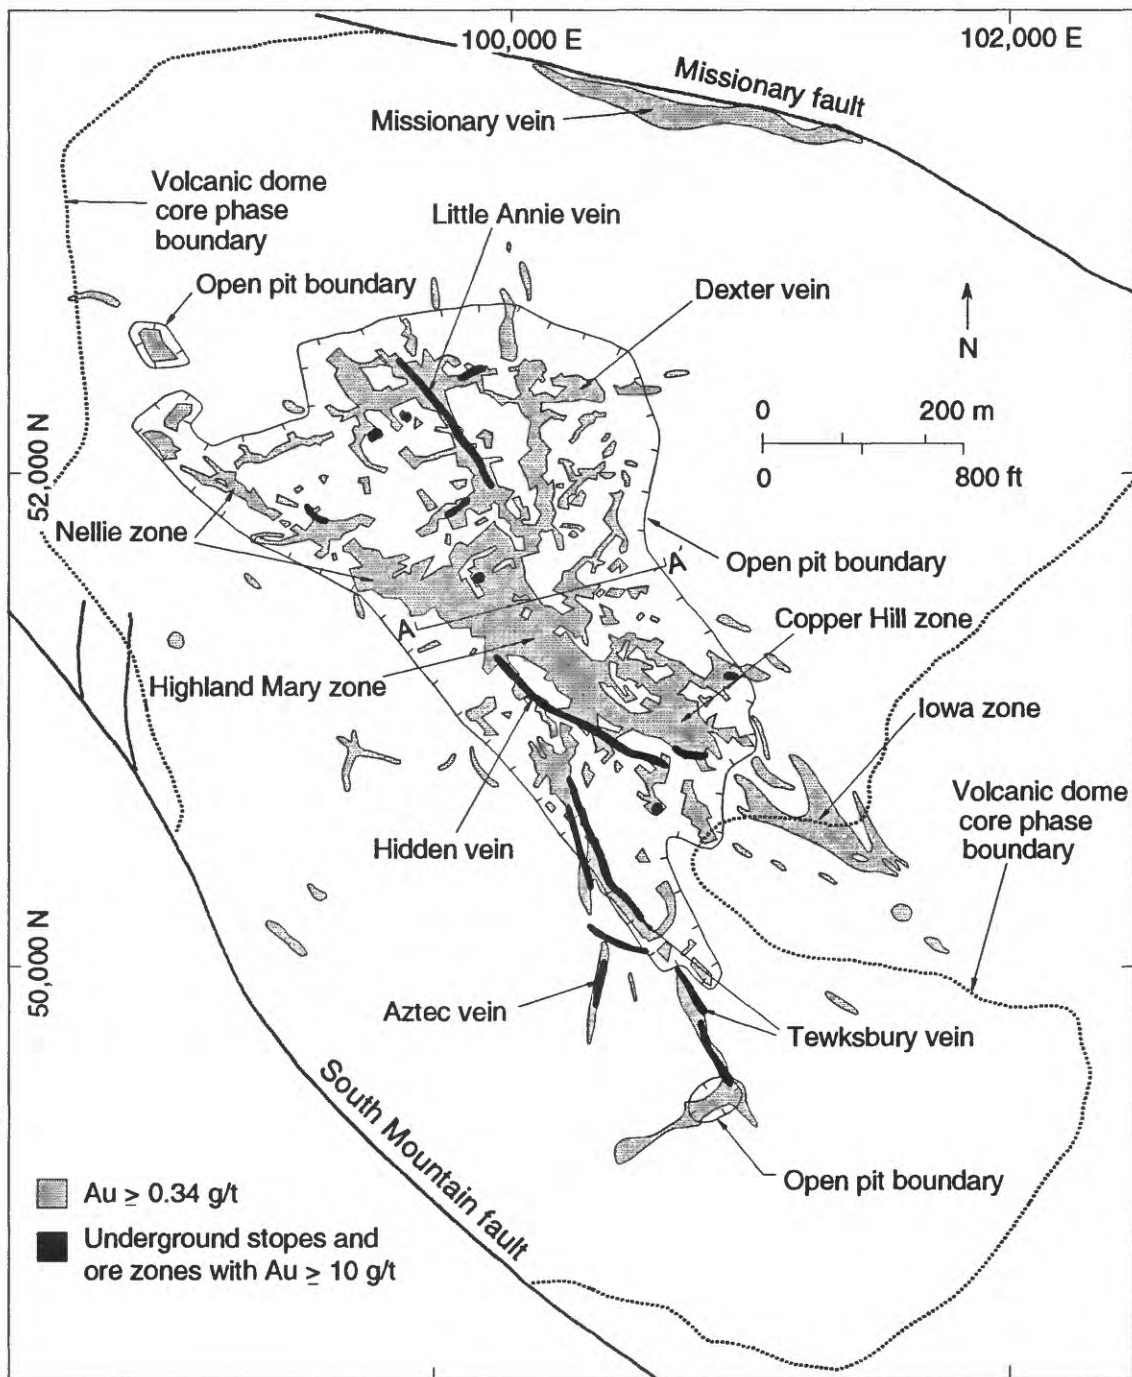 100,000 E
102,000 E
Missionary fault
Missionary vein
Volcanic dome
core phase
boundary
Little Annie vein
Open pit boundary
Dexter vein
N
0 200 m
0 800 ft
52,000 N
Nellie zone
A'
Open pit boundary
A
Copper Hill zone
Highland Mary zone
Iowa zone
Volcanic dome
core phase
boundary
Hidden vein
50,000 N
Aztec vein
Tewksbury vein
South Mountain fault
Open pit boundary
Au ≥ 0.34 g/t
Underground stopes and
ore zones with Au ≥ 10 g/t